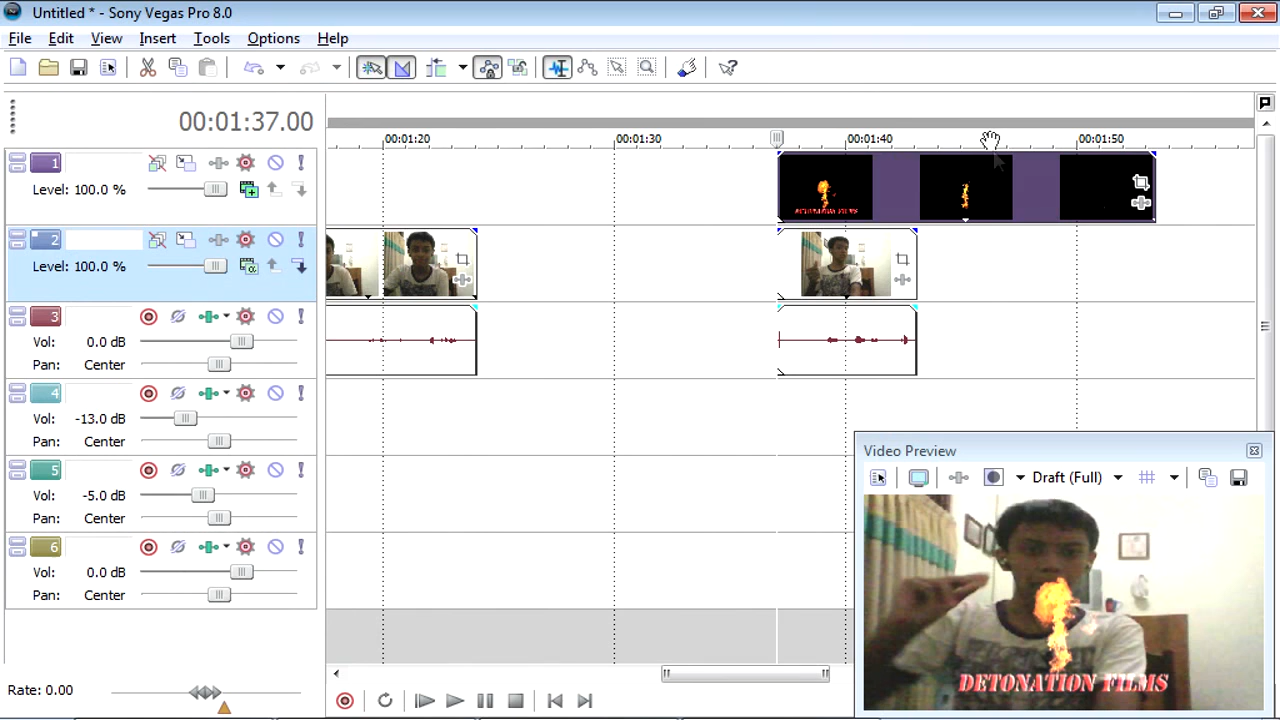 Untitled * - Sony Vegas Pro 8.0
File Edit View Insert Tools Options Help
00:01:37.00
00:01:20 00:01:30 00:01:40 00:01:50
1
Level: 100.0 %
DETONATION FILMS
2
Level: 100.0 %
3
Vol: 0.0 dB
Pan: Center
4
Vol: -13.0 dB
Pan: Center
5
Vol: -5.0 dB
Pan: Center
6
Vol: 0.0 dB
Pan: Center
Rate: 0.00
Video Preview
Draft (Full)
DETONATION FILMS